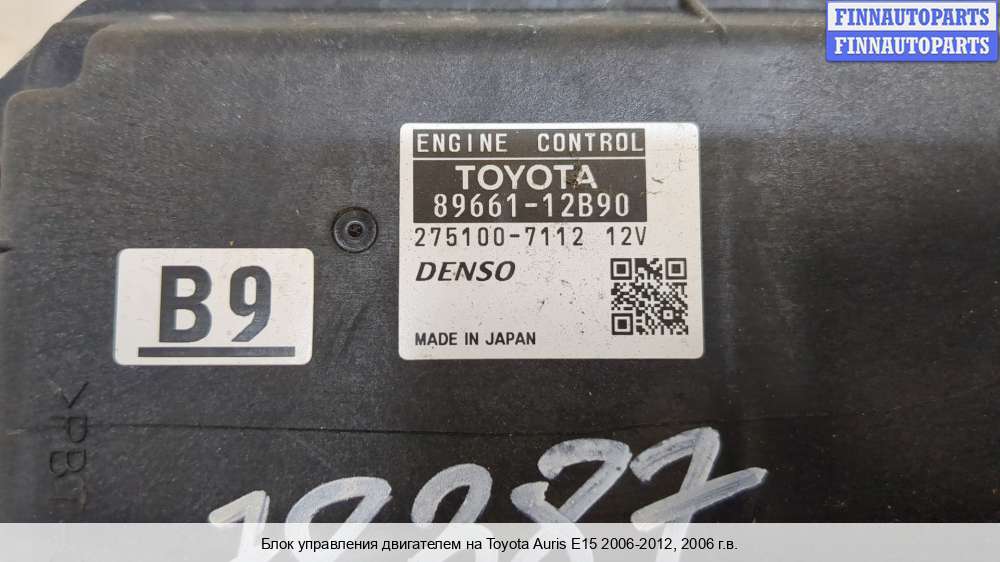 FINNAUTOPARTS
FINNAUTOPARTS
ENGINE CONTROL
TOYOTA
89661-12B90
275100-7112 12V
DENSO
MADE IN JAPAN
B9
>PBT
Блок управления двигателем на Toyota Auris E15 2006-2012, 2006 г.в.